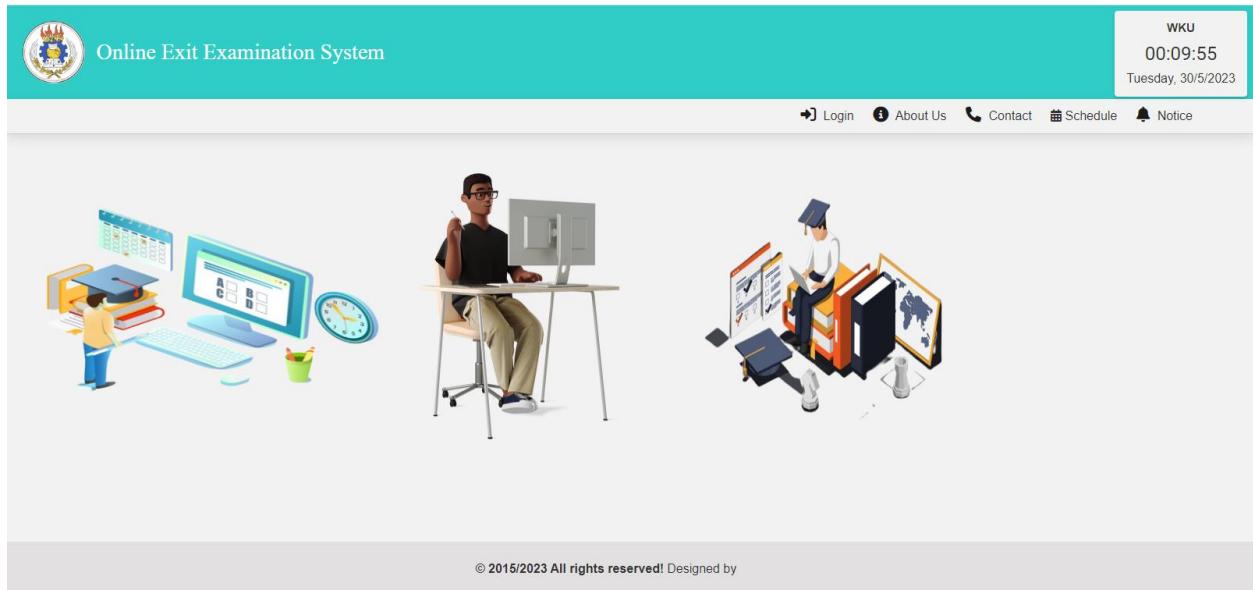 Online Exit Examination System
WKU
00:09:55
Tuesday, 30/5/2023
Login About Us Contact Schedule Notice
A B
C D
© 2015/2023 All rights reserved! Designed by